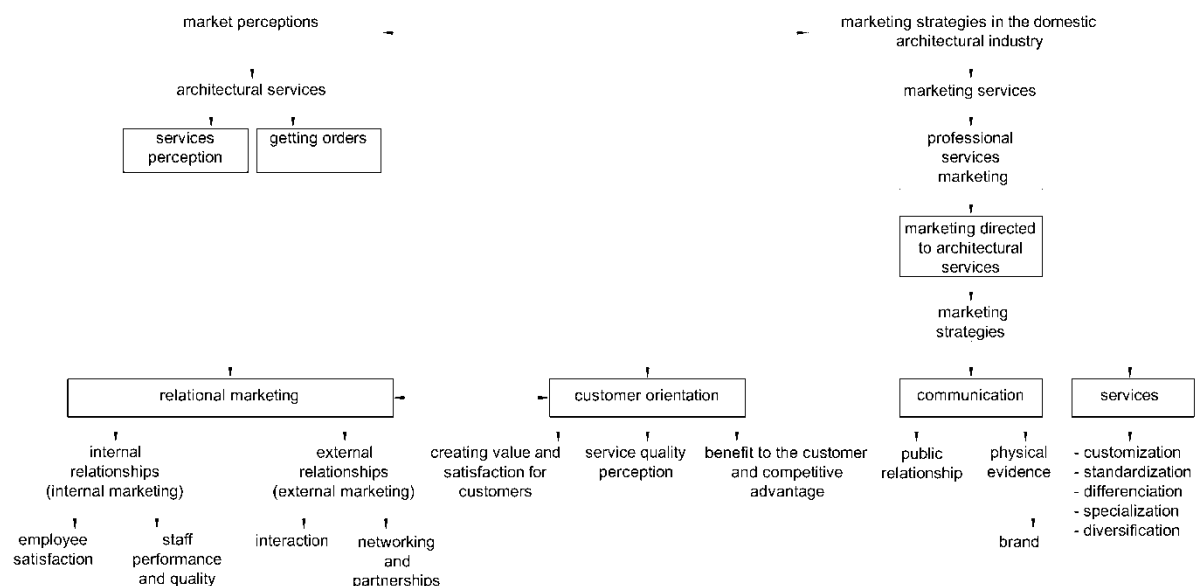 market perceptions
marketing strategies in the domestic
architectural industry
architectural services
marketing services
services
perception
getting orders
professional
services
marketing
marketing directed
to architectural
services
marketing
strategies
relational marketing
customer orientation
communication
services
internal
relationships
(internal marketing)
external
relationships
(external marketing)
creating value and
satisfaction for
customers
service quality
perception
benefit to the customer
and competitive
advantage
public
relationship
physical
evidence
- customization
- standardization
- differenciation
- specialization
- diversification
employee
satisfaction
staff
performance
and quality
interaction
networking
and
partnerships
brand